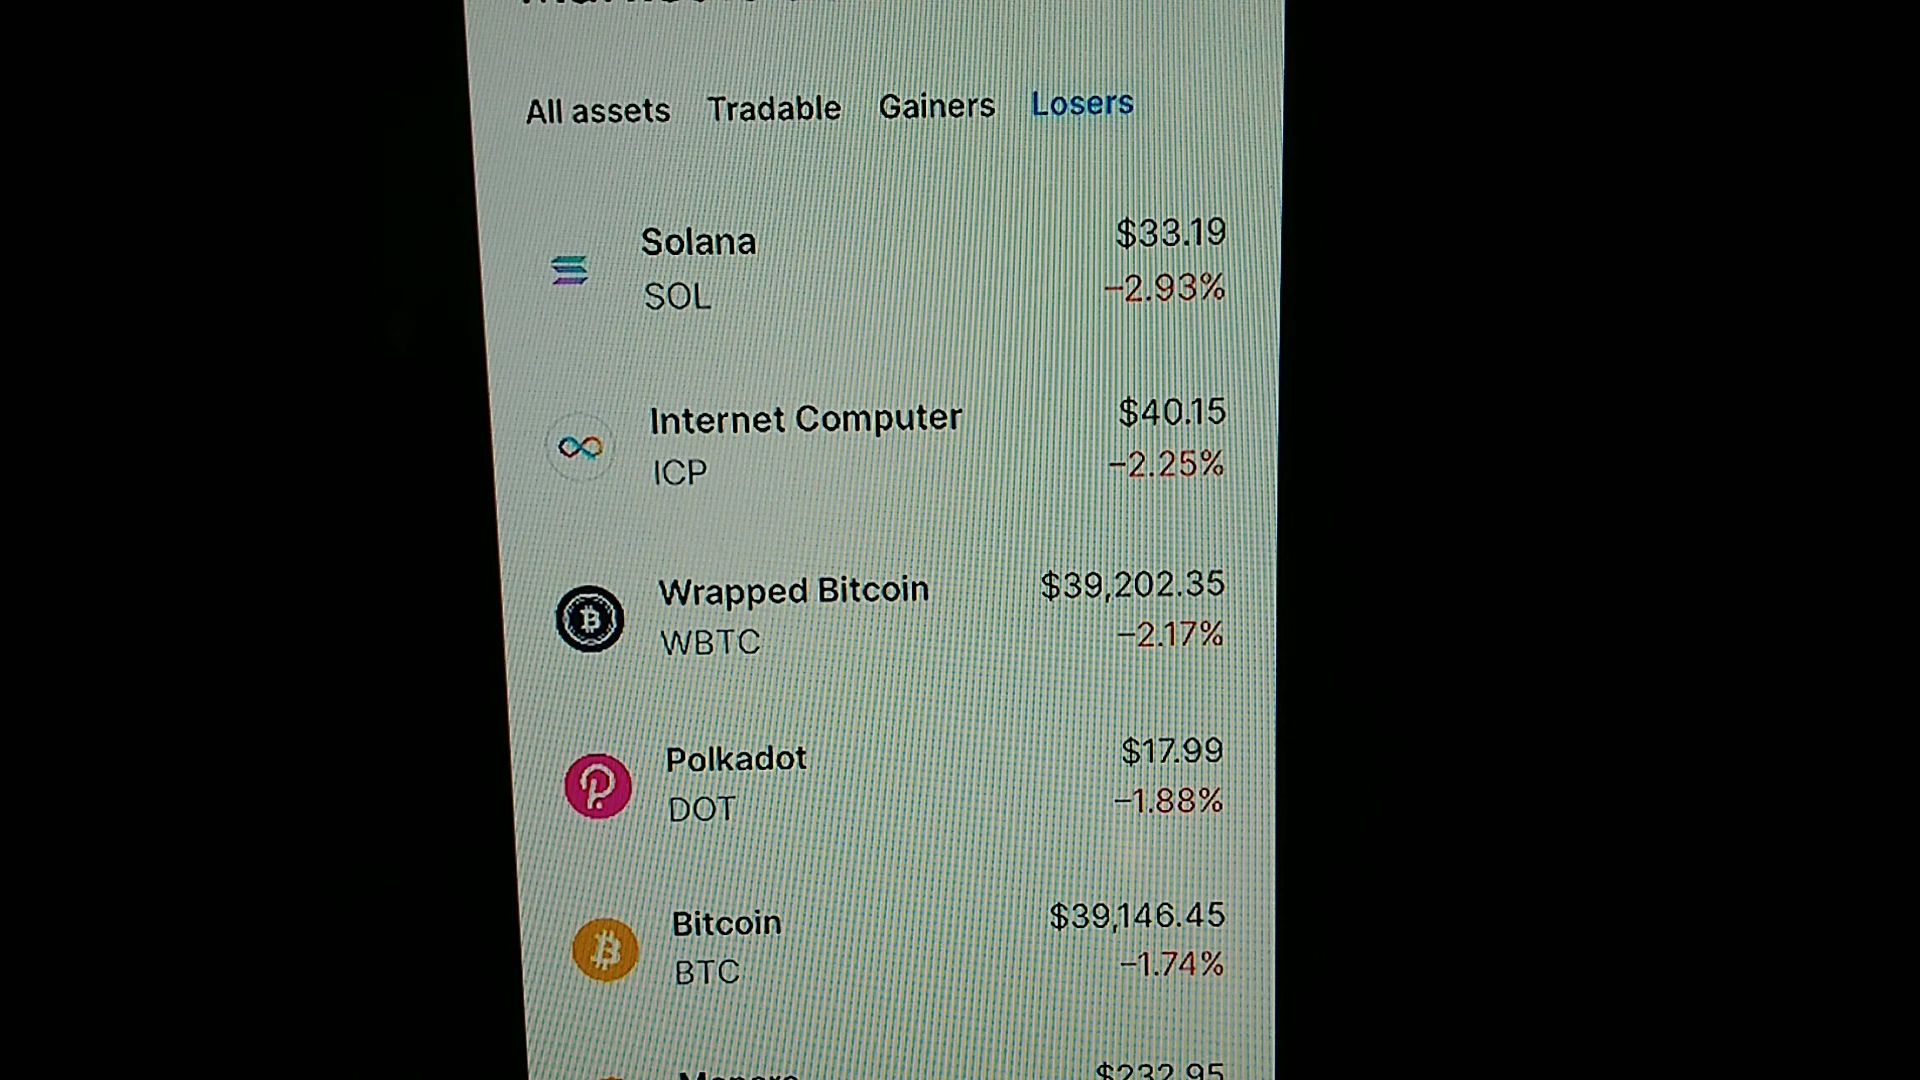 All assets Tradable Gainers Losers
Solana $33.19
SOL -2.93%
Internet Computer $40.15
ICP -2.25%
Wrapped Bitcoin $39,202.35
WBTC -2.17%
Polkadot $17.99
DOT -1.88%
Bitcoin $39,146.45
BTC -1.74%
$232.95